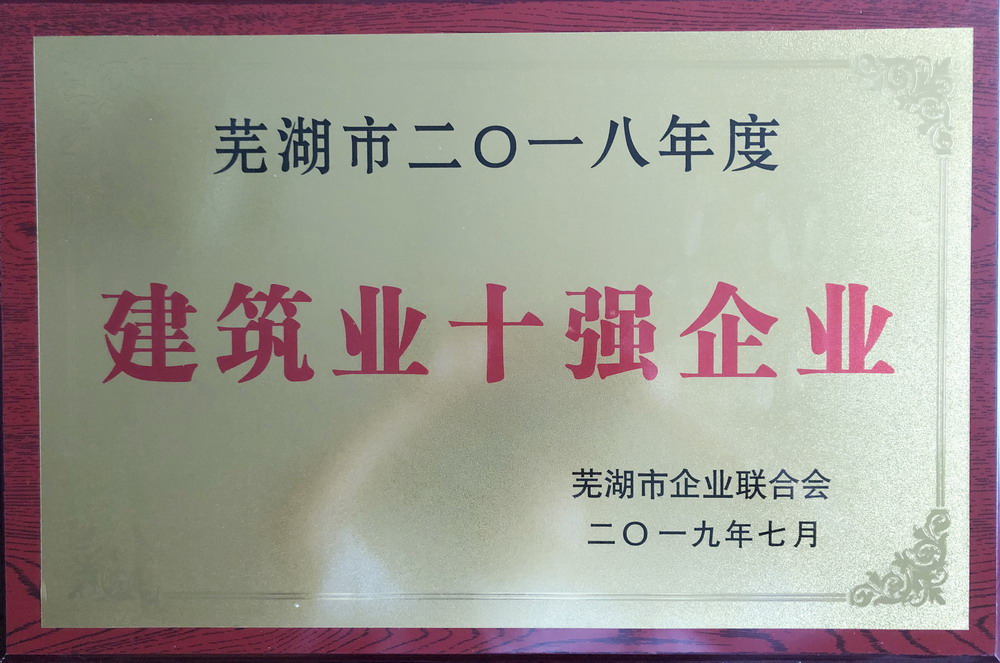 芜湖市二〇一八年度
建筑业十强企业
芜湖市企业联合会
二〇一九年七月